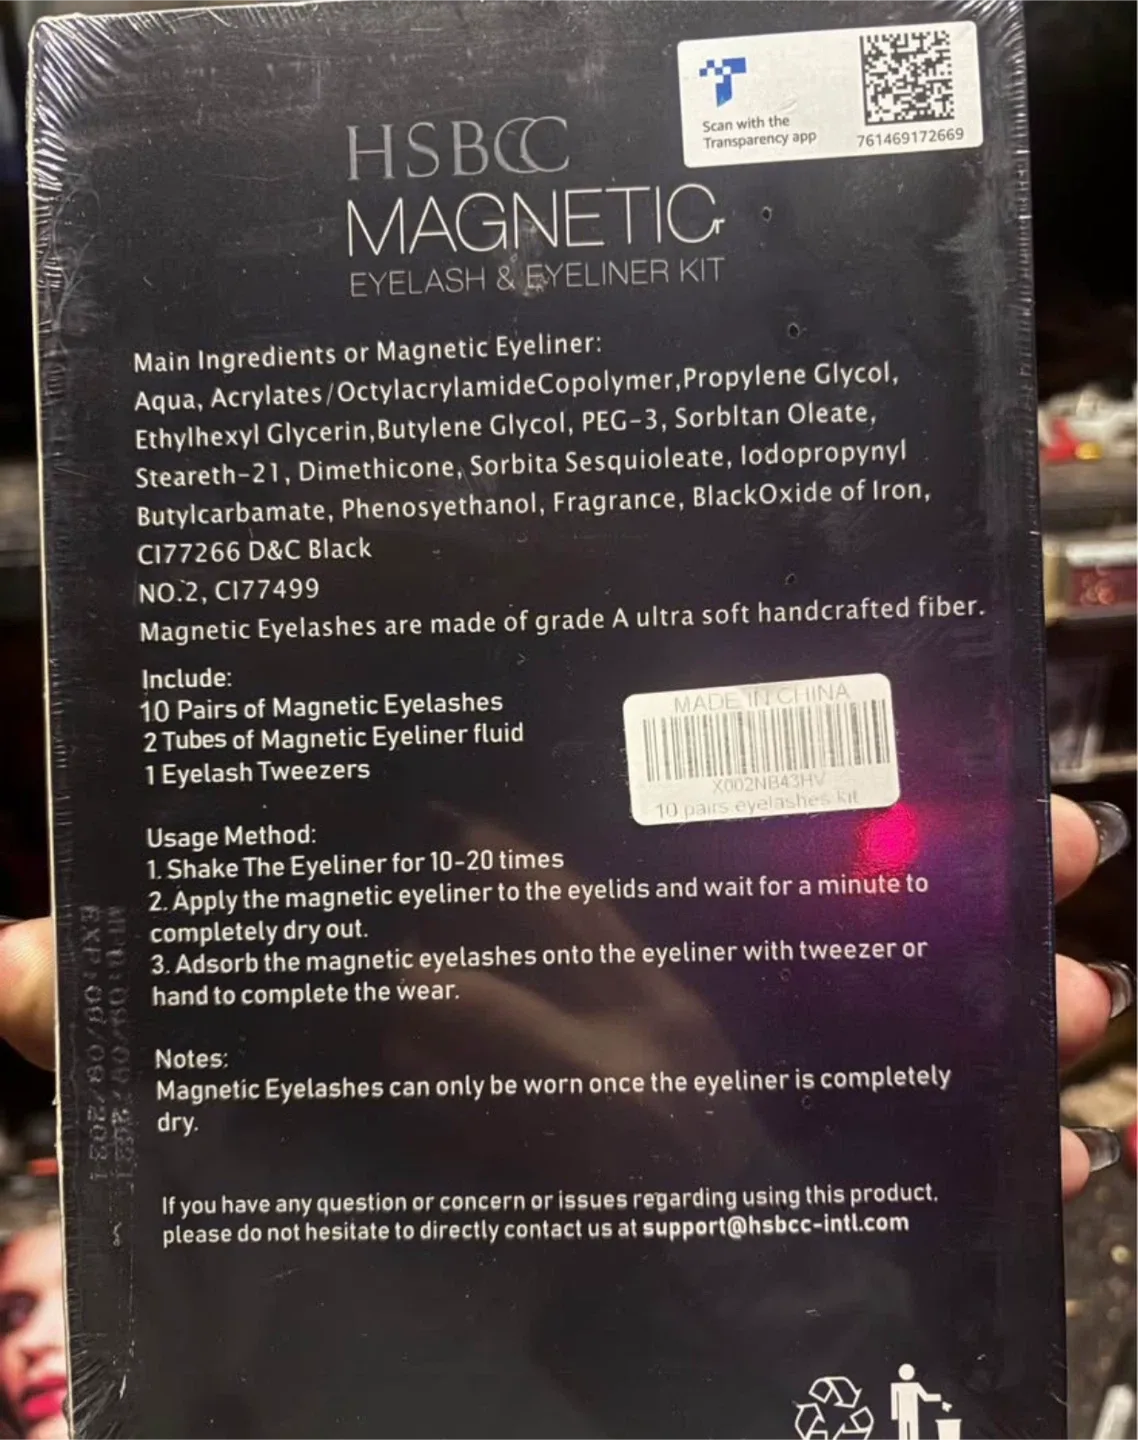 Scan with the
Transparency app
761469172669
HSBCC
MAGNETIC
EYELASH & EYELINER KIT
Main Ingredients or Magnetic Eyeliner:
Aqua, Acrylates/OctylacrylamideCopolymer,Propylene Glycol,
Ethylhexyl Glycerin,Butylene Glycol, PEG-3, Sorbltan Oleate,
Steareth-21, Dimethicone, Sorbita Sesquioleate, Iodopropynyl
Butylcarbamate, Phenosyethanol, Fragrance, BlackOxide of Iron,
CI77266 D&C Black
NO.2, CI77499
Magnetic Eyelashes are made of grade A ultra soft handcrafted fiber.
Include:
10 Pairs of Magnetic Eyelashes
2 Tubes of Magnetic Eyeliner fluid
1 Eyelash Tweezers
MADE IN CHINA
X002NB43HV
10 pairs eyelashes kit
Usage Method:
1. Shake The Eyeliner for 10-20 times
2. Apply the magnetic eyeliner to the eyelids and wait for a minute to
completely dry out.
3. Adsorb the magnetic eyelashes onto the eyeliner with tweezer or
hand to complete the wear.
Notes:
Magnetic Eyelashes can only be worn once the eyeliner is completely
dry.
If you have any question or concern or issues regarding using this product,
please do not hesitate to directly contact us at support@hsbcc-intl.com